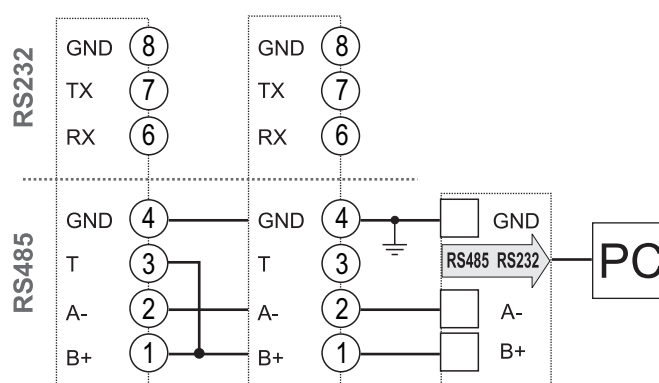 RS232
GND 8 GND 8
TX 7 TX 7
RX 6 RX 6
RS485
GND 4 GND 4 GND
T 3 T 3 RS485 RS232 PC
A- 2 A- 2 A-
B+ 1 B+ 1 B+